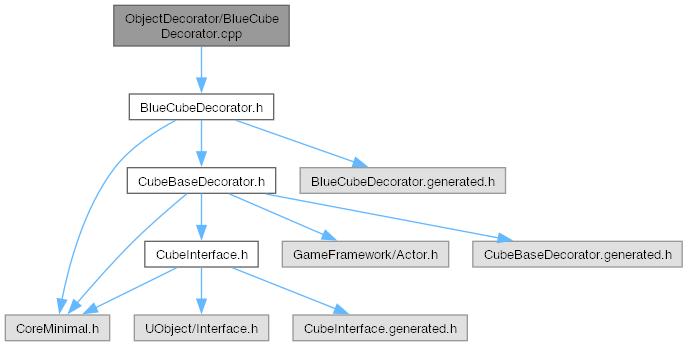 ObjectDecorator/BlueCube
Decorator.cpp
BlueCubeDecorator.h
CubeBaseDecorator.h
BlueCubeDecorator.generated.h
CubeInterface.h
GameFramework/Actor.h
CubeBaseDecorator.generated.h
CoreMinimal.h
UObject/Interface.h
CubeInterface.generated.h